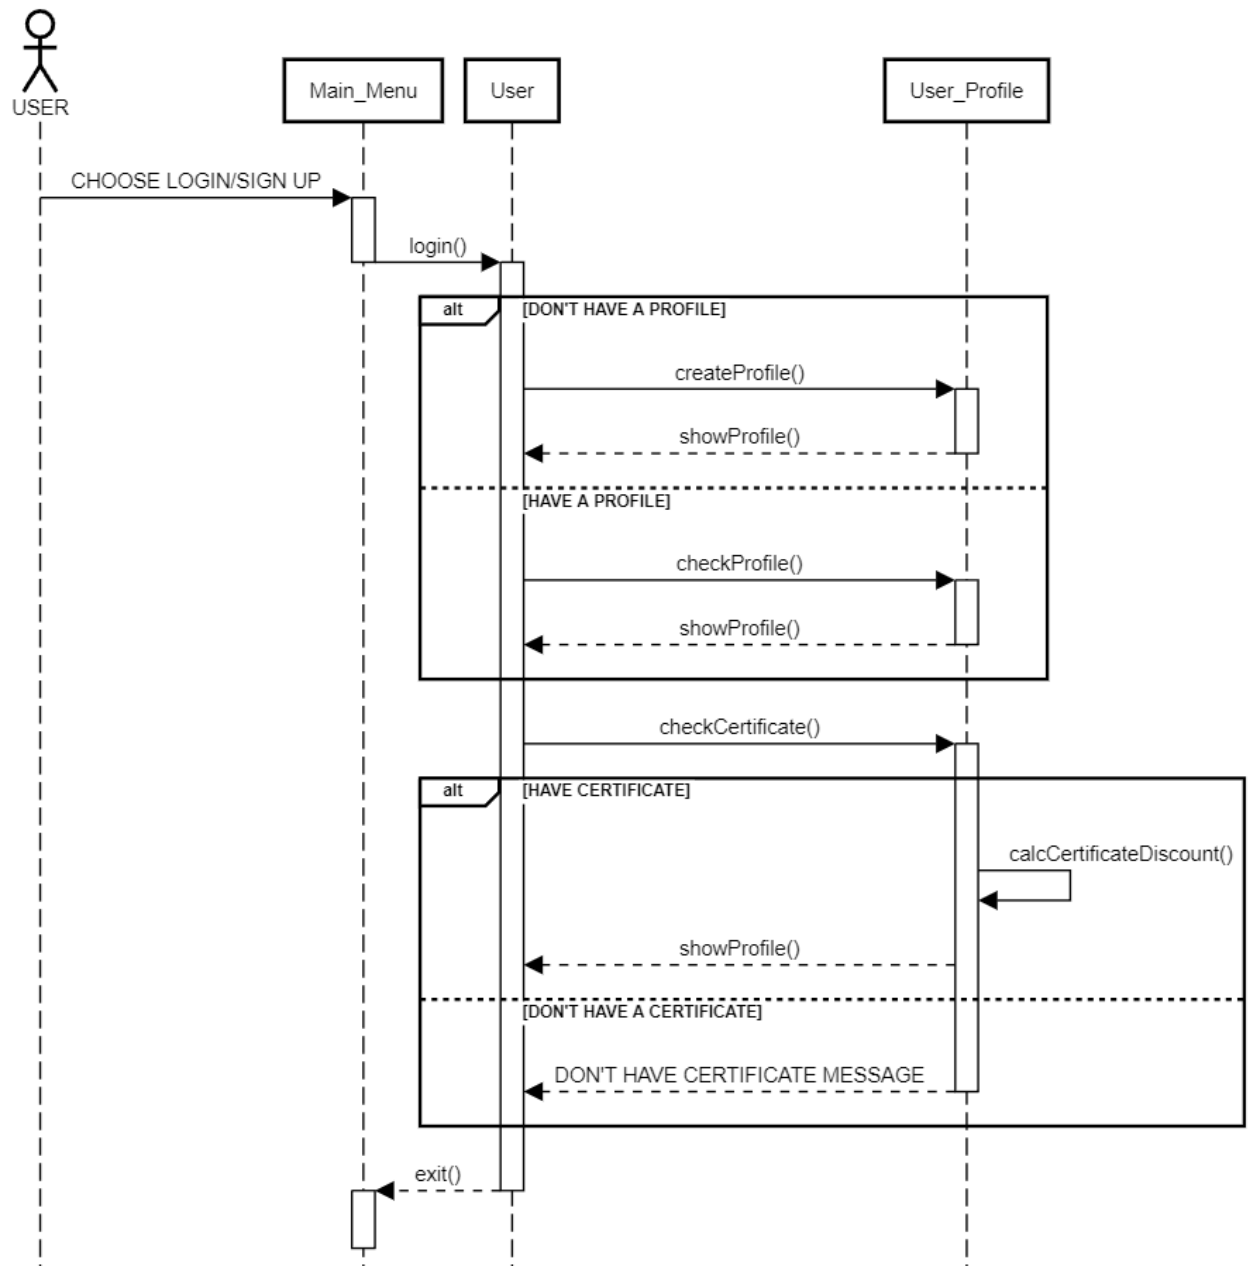 USER
Main_Menu
User
User_Profile
CHOOSE LOGIN/SIGN UP
login()
alt
[DON'T HAVE A PROFILE]
createProfile()
showProfile()
[HAVE A PROFILE]
checkProfile()
showProfile()
checkCertificate()
alt
[HAVE CERTIFICATE]
calcCertificateDiscount()
showProfile()
[DON'T HAVE A CERTIFICATE]
DON'T HAVE CERTIFICATE MESSAGE
exit()